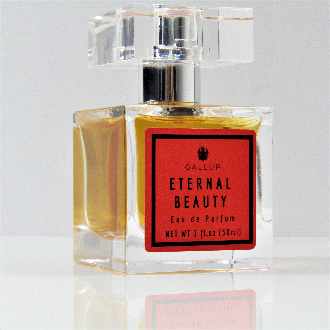 GALLUP
ETERNAL
BEAUTY
Eau de Parfum
NET WT 1 fl.oz (50ml)